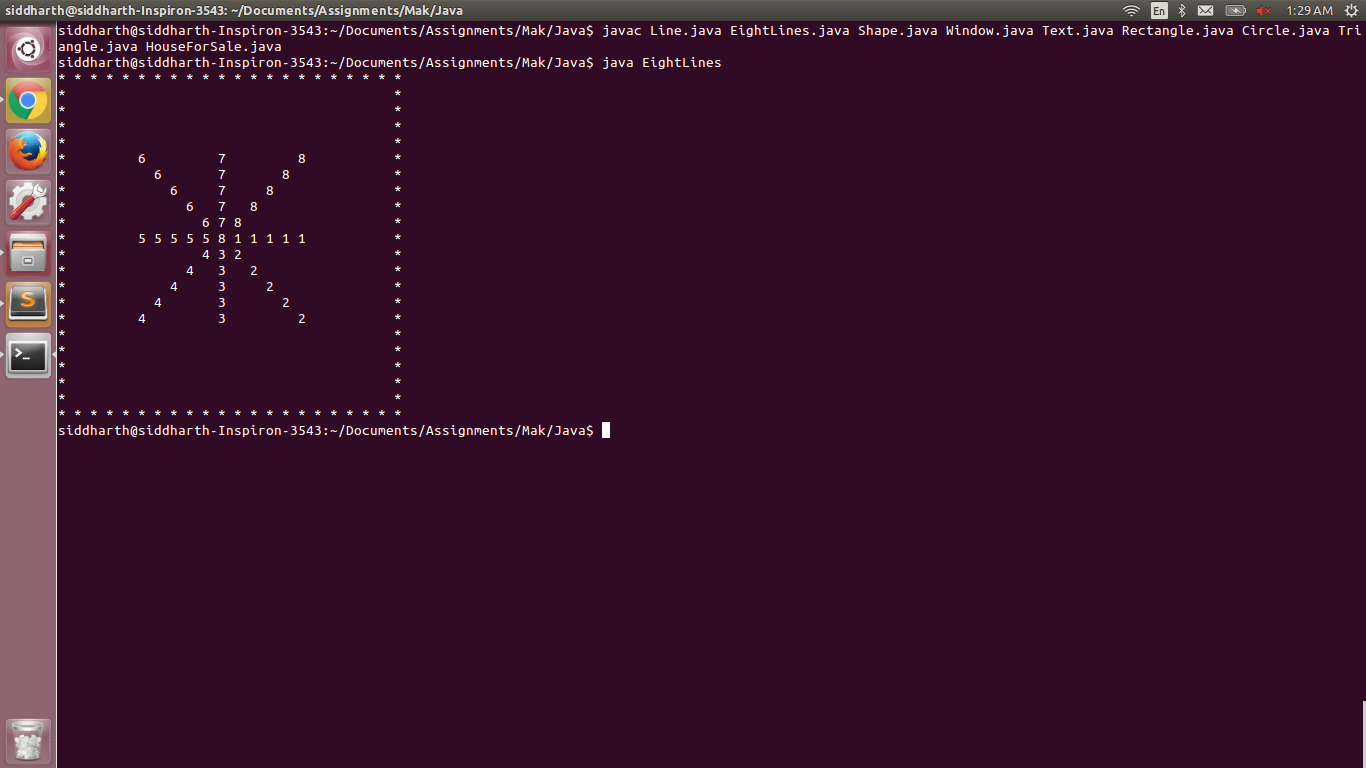 siddharth@siddharth-Inspiron-3543: ~/Documents/Assignments/Mak/Java
En
1:29 AM
siddharth@siddharth-Inspiron-3543:~/Documents/Assignments/Mak/Java$ javac Line.java EightLines.java Shape.java Window.java Text.java Rectangle.java Circle.java Tri
angle.java HouseForSale.java
siddharth@siddharth-Inspiron-3543:~/Documents/Assignments/Mak/Java$ java EightLines
* * * * * * * * * * * * * * * * * * * * * *
*                                         *
*                                         *
*                                         *
*                                         *
*         6         7         8           *
*           6       7       8             *
*             6     7     8               *
*               6   7   8                 *
*                 6 7 8                   *
*         5 5 5 5 5 8 1 1 1 1 1           *
*                 4 3 2                   *
*               4   3   2                 *
*             4     3     2               *
*           4       3       2             *
*         4         3         2           *
*                                         *
*                                         *
*                                         *
*                                         *
*                                         *
* * * * * * * * * * * * * * * * * * * * * *
siddharth@siddharth-Inspiron-3543:~/Documents/Assignments/Mak/Java$